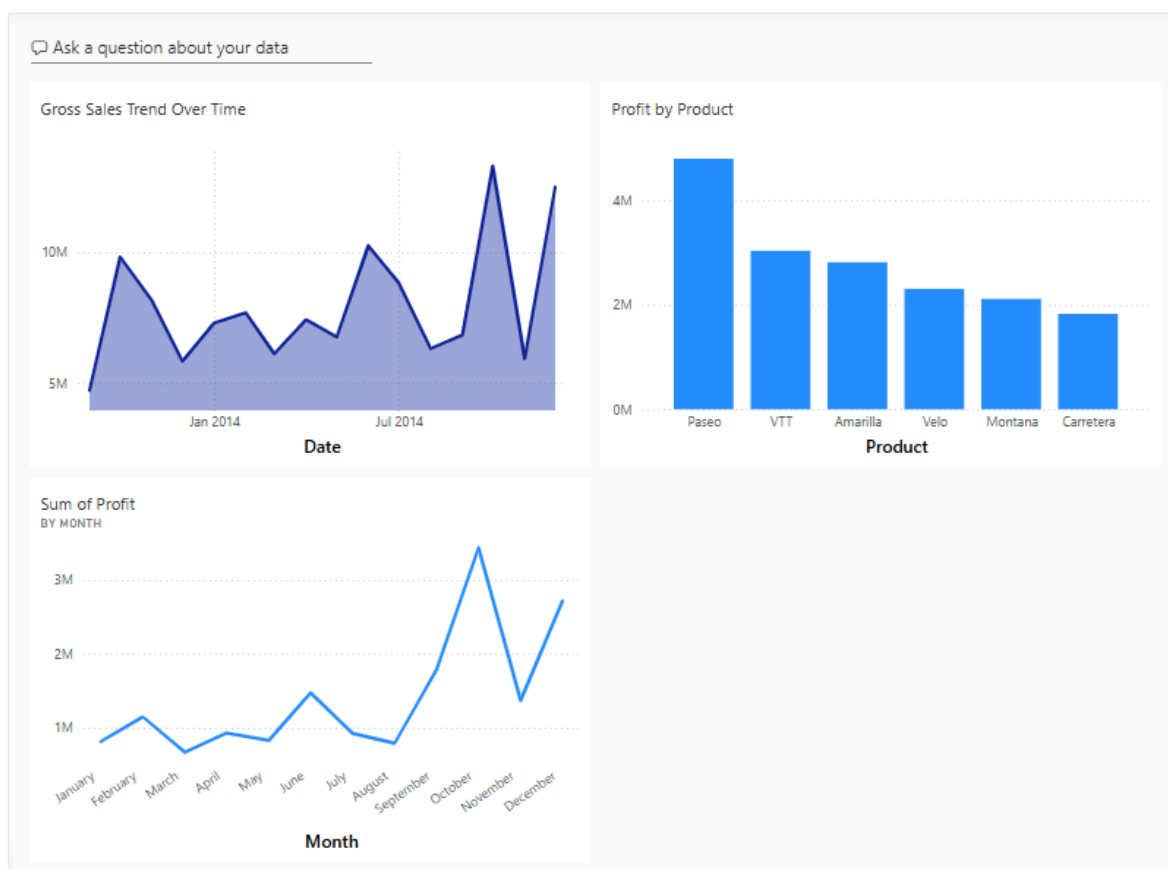 Ask a question about your data
Gross Sales Trend Over Time
10M
5M
Jan 2014 Jul 2014
Date
Profit by Product
4M
2M
0M
Paseo VTT Amarilla Velo Montana Carretera
Product
Sum of Profit
BY MONTH
3M
2M
1M
January February March April May June July August September October November December
Month